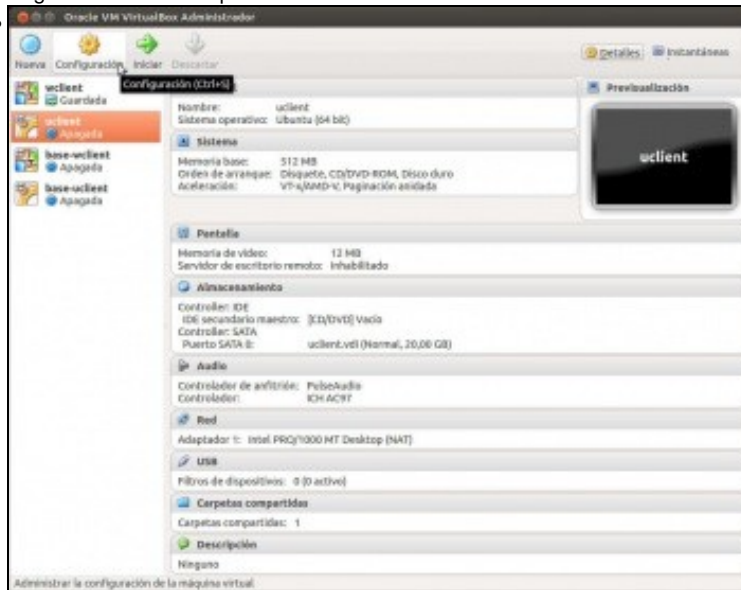 Oracle VM VirtualBox Administrador
Nueva Configuración Iniciar Descartar
Detalles Instantáneas
Configuración (Ctrl+S)
wclient
Guardada
uclient
Apagada
base-wclient
Apagada
base-uclient
Apagada
Nombre: uclient
Sistema operativo: Ubuntu (64 bit)
Sistema
Memoria base: 512 MB
Orden de arranque: Disquete, CD/DVD-ROM, Disco duro
Aceleración: VT-x/AMD-V, Paginación anidada
Previsualización
uclient
Pantalla
Memoria de vídeo: 12 MB
Servidor de escritorio remoto: Inhabilitado
Almacenamiento
Controller: IDE
IDE secundario maestro: [CD/DVD] Vacío
Controller: SATA
Puerto SATA 0: uclient.vdi (Normal, 20,00 GB)
Audio
Controlador de anfitrión: PulseAudio
Controlador: ICH AC97
Red
Adaptador 1: Intel PRO/1000 MT Desktop (NAT)
USB
Filtros de dispositivos: 0 (0 activo)
Carpetas compartidas
Carpetas compartidas: 1
Descripción
Ninguno
Administrar la configuración de la máquina virtual